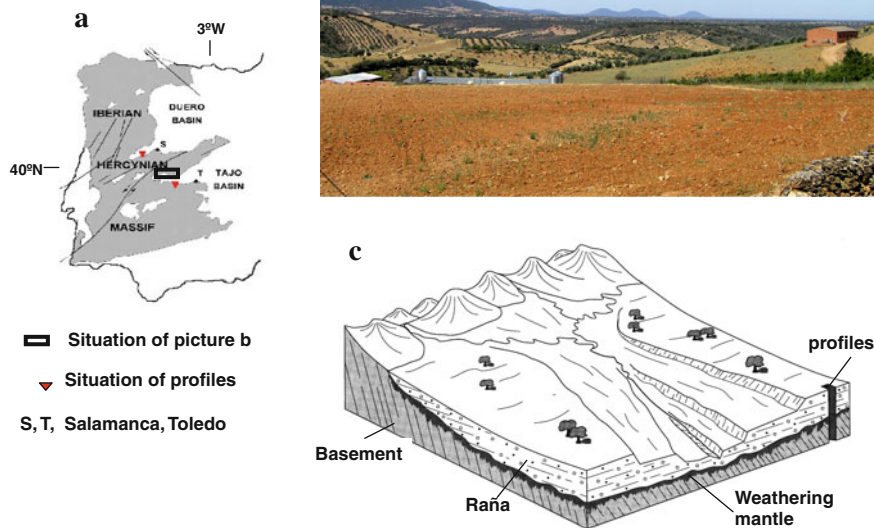 a
3ºW
IBERIAN
DUERO
BASIN
S
40ºN
HERCYNIAN
T
TAJO
BASIN
MASSIF
Situation of picture b
Situation of profiles
S, T, Salamanca, Toledo
c
profiles
Basement
Raña
Weathering
mantle